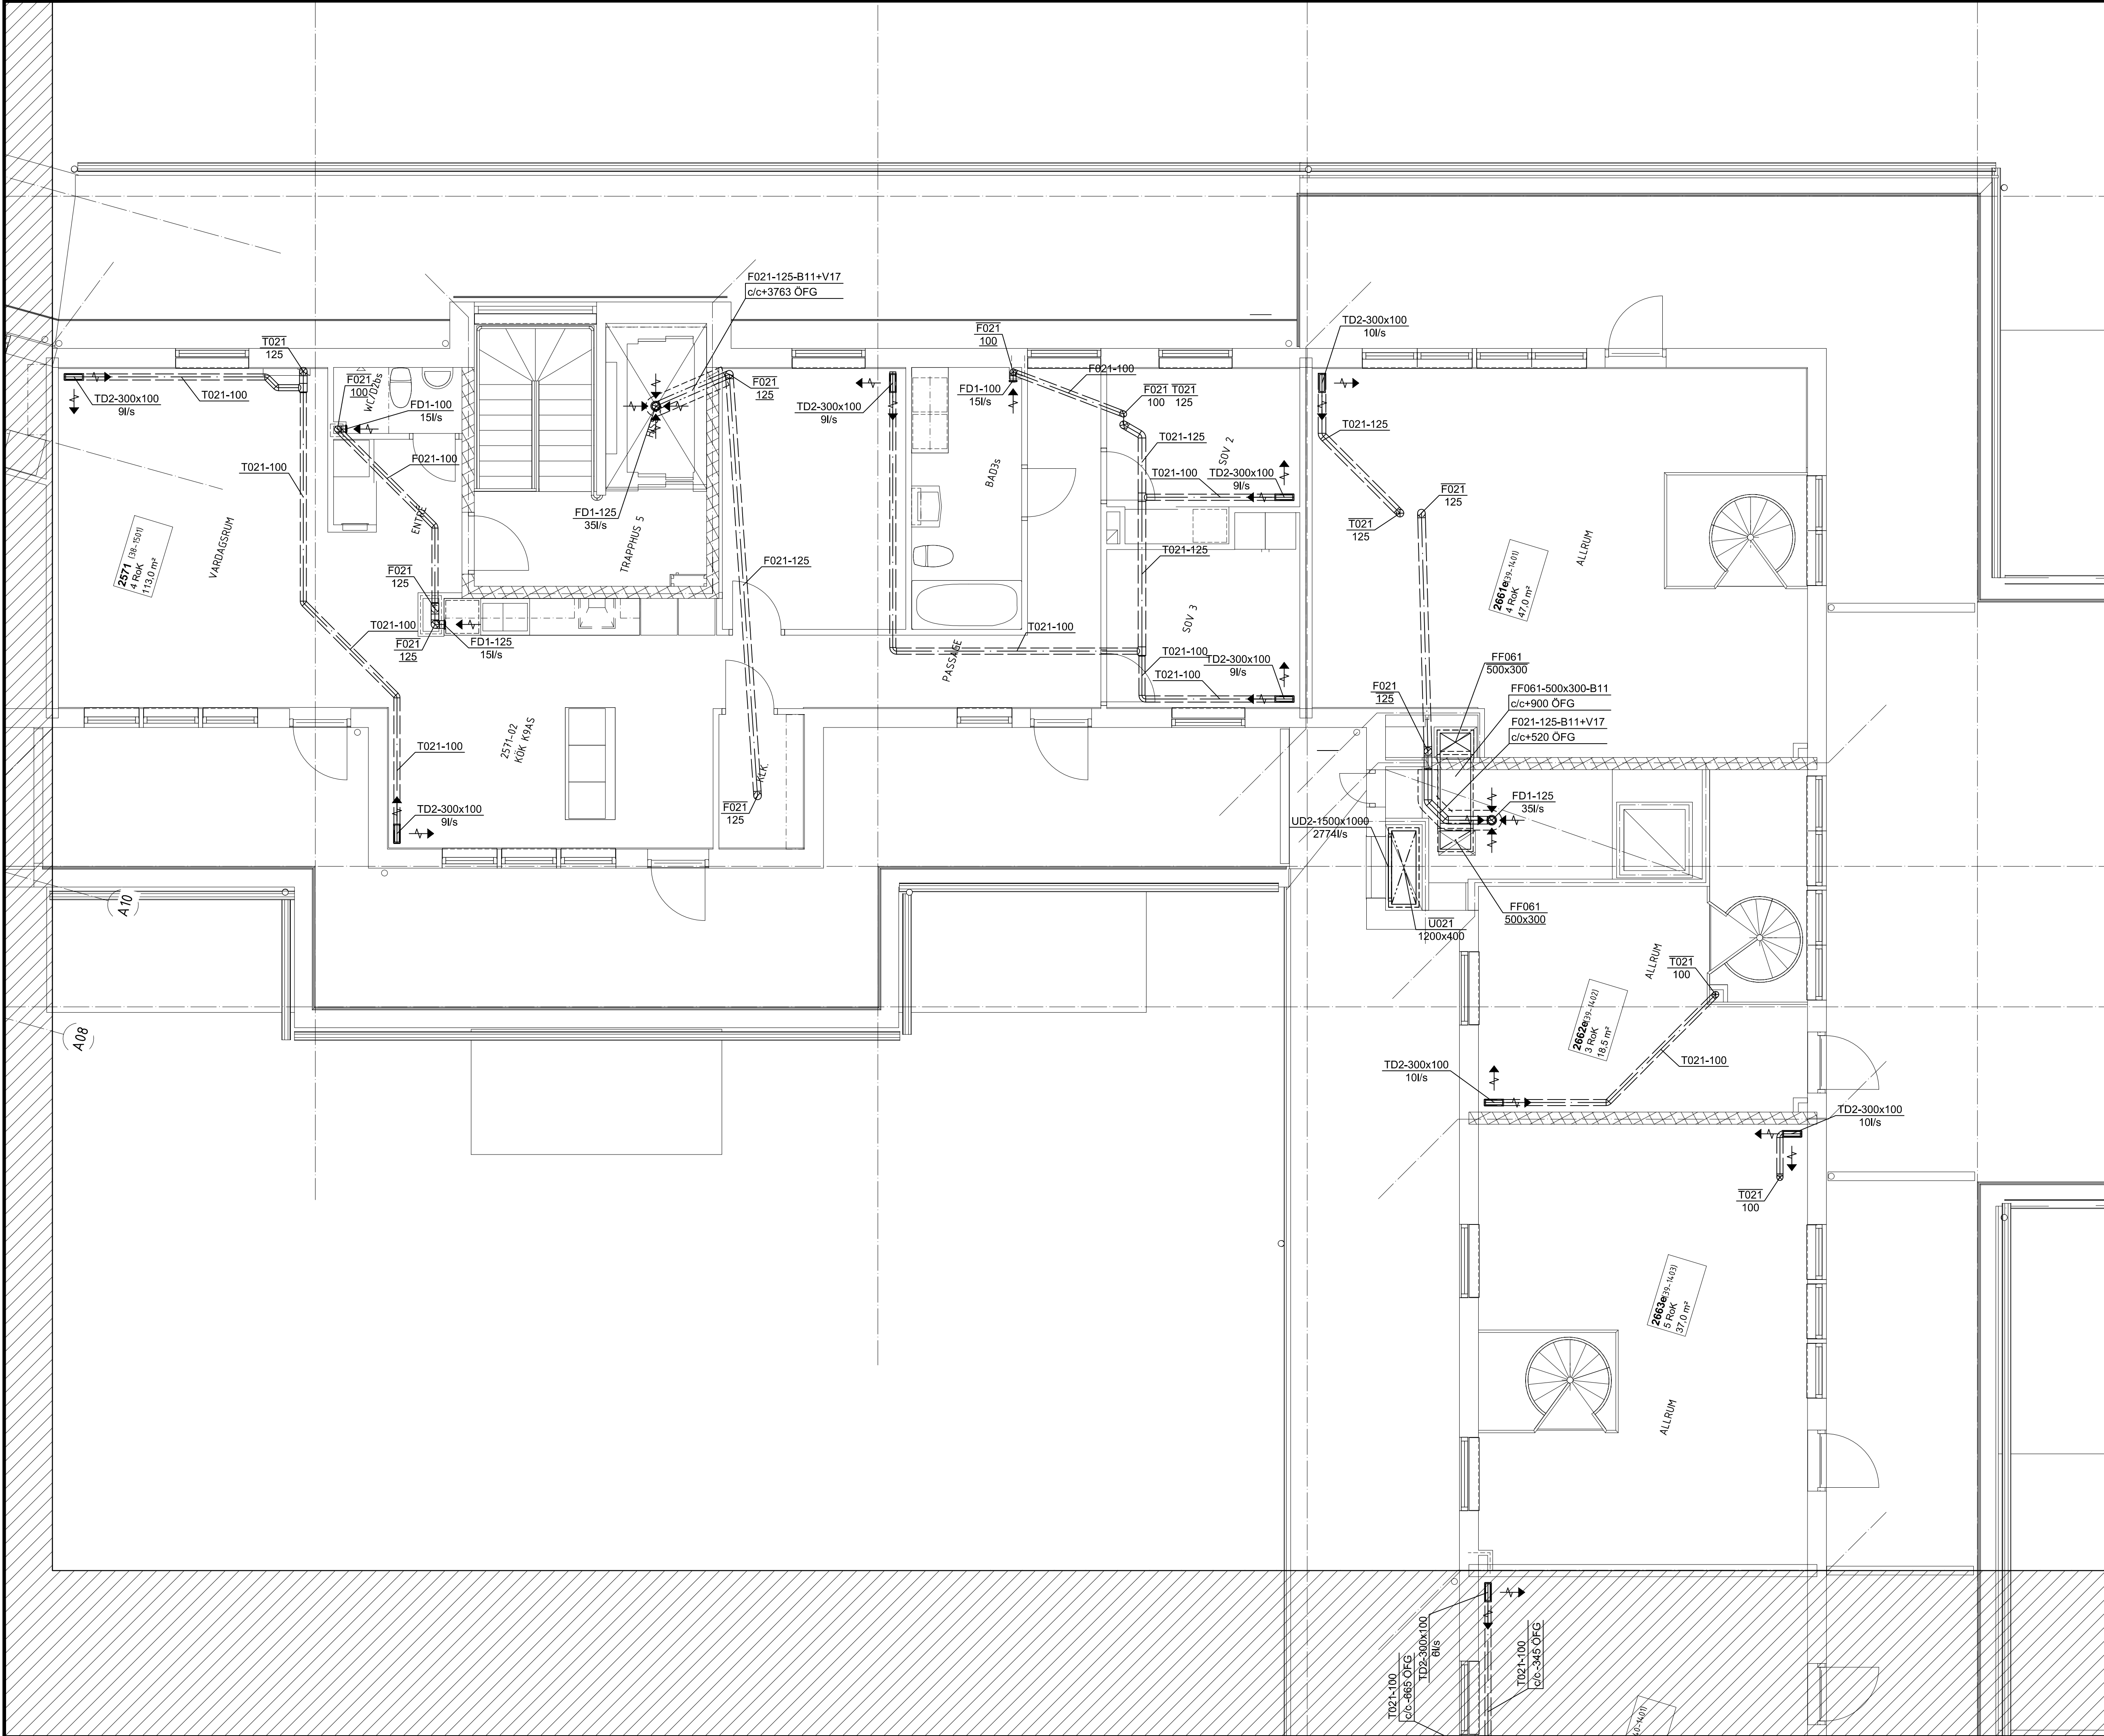 F021-125-B11+V17
c/c+3763 ÖFG
T021
125
TD2-300x100
9l/s
T021-100
F021
100
WC/D2bs
FD1-100
15l/s
F021-100
T021-100
ENTRÉ
2571 (38-1501)
4 RoK
113,0 m²
VARDAGSRUM
F021
125
F021
125
FD1-125
15l/s
T021-100
T021-100
TD2-300x100
9l/s
2571-02
KÖK K9AS
FD1-125
35l/s
TRAPPHUS 5
F021
125
F021-125
KLK.
F021
125
TD2-300x100
9l/s
F021
100
FD1-100
15l/s
F021-100
BAD3s
F021
100
T021
125
T021-125
SOV 2
T021-100
TD2-300x100
9l/s
T021-125
SOV 3
T021-100
PASSAGE
T021-100
TD2-300x100
9l/s
T021-100
TD2-300x100
10l/s
T021-125
F021
125
T021
125
ALLRUM
2661e(39-1401)
4 RoK
47,0 m²
FF061
500x300
FF061-500x300-B11
c/c+900 ÖFG
F021
125
F021-125-B11+V17
c/c+520 ÖFG
FD1-125
35l/s
UD2-1500x1000
2774l/s
FF061
500x300
U021
1200x400
ALLRUM
T021
100
2662e(39-1402)
3 RoK
18,5 m²
T021-100
TD2-300x100
10l/s
TD2-300x100
10l/s
T021
100
2663e(39-1403)
5 RoK
37,0 m²
ALLRUM
A10
A08
T021-100
c/c-665 ÖFG
TD2-300x100
6l/s
T021-100
c/c-345 ÖFG